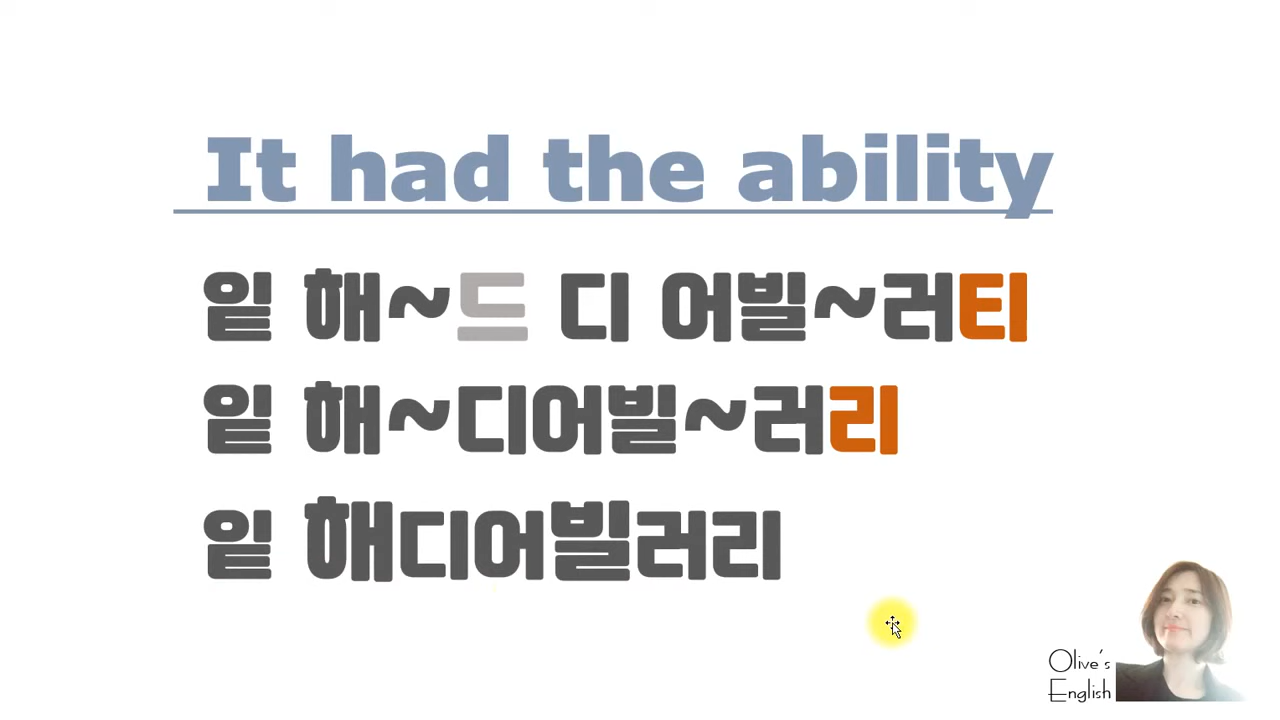 It had the ability
잍 해~드 디 어빌~러티
잍 해~디어빌~러리
잍 해디어빌러리
Olive's
English